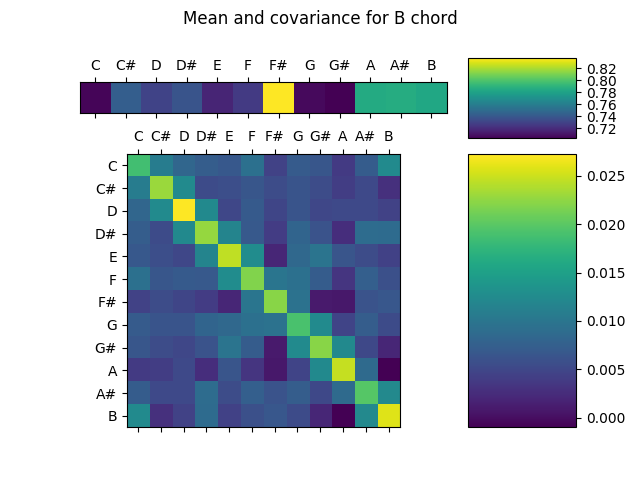 Mean and covariance for B chord
C C# D D# E F F# G G# A A# B
0.82
0.80
0.78
0.76
0.74
0.72
C C# D D# E F F# G G# A A# B
C
C#
D
D#
E
F
F#
G
G#
A
A#
B
0.025
0.020
0.015
0.010
0.005
0.000